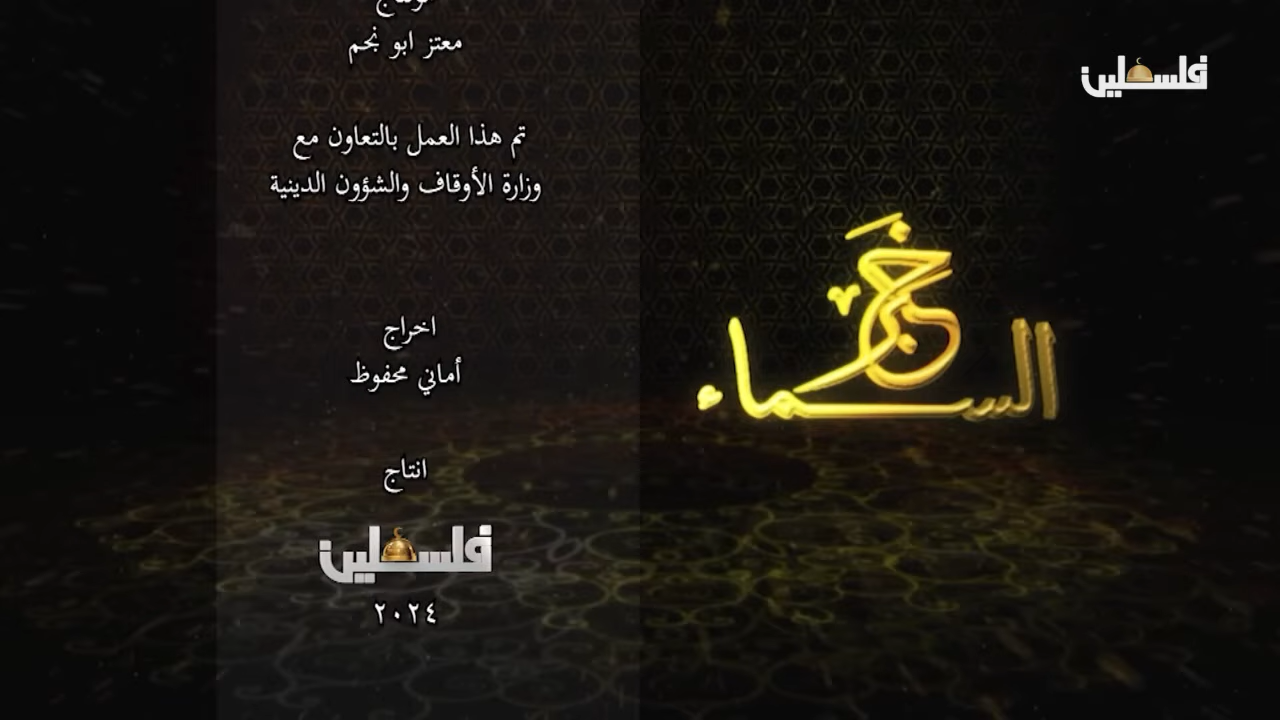 معتز ابو نجم
تم هذا العمل بالتعاون مع
وزارة الأوقاف والشؤون الدينية
اخراج
أماني محفوظ
انتاج
فلسطين
٢٠٢٤
فلسطين
خَبر
السماء